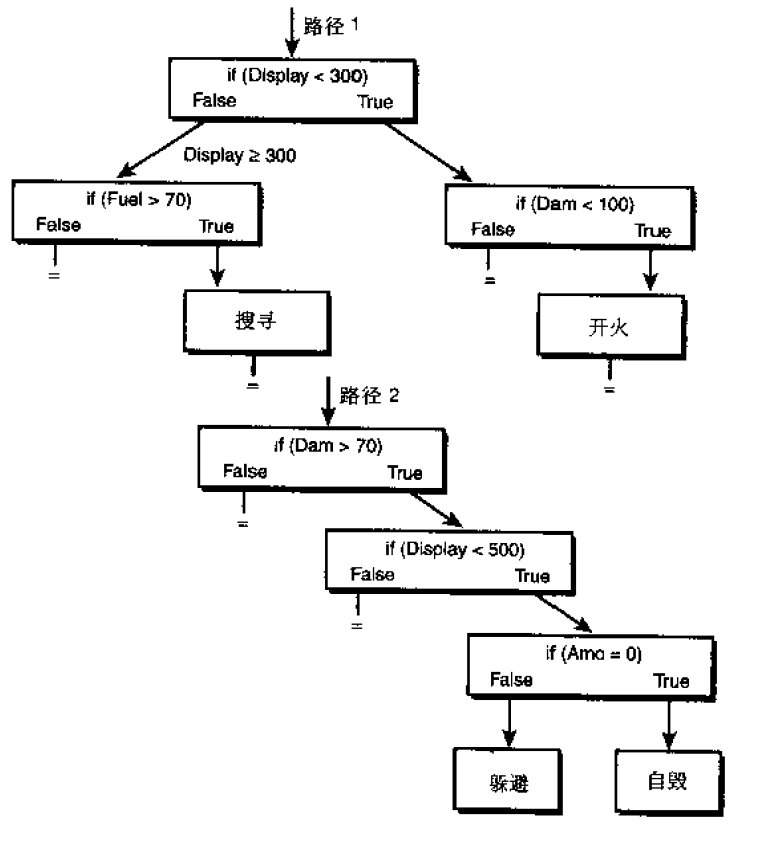 路径 1
if (Display < 300)
False True
Display ≥ 300
if (Fuel > 70)
False True
if (Dam < 100)
False True
搜寻
开火
路径 2
if (Dam > 70)
False True
if (Display < 500)
False True
if (Amo = 0)
False True
躲避
自毁